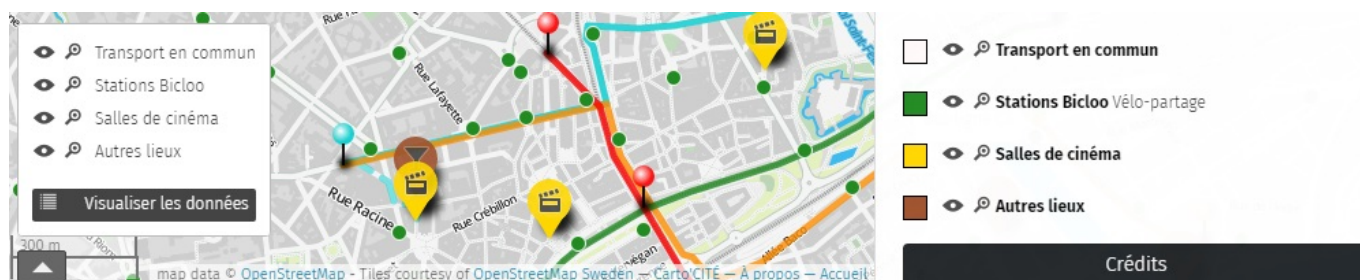 Transport en commun
Stations Bicloo
Salles de cinéma
Autres lieux
Visualiser les données
300 m
Rue Lafayette
Rue Racine
Rue Crébillon
Allée Baco
map data © OpenStreetMap - Tiles courtesy of OpenStreetMap Sweden — Carto'CITÉ — À propos — Accueil
Transport en commun
Stations Bicloo Vélo-partage
Salles de cinéma
Autres lieux
Crédits